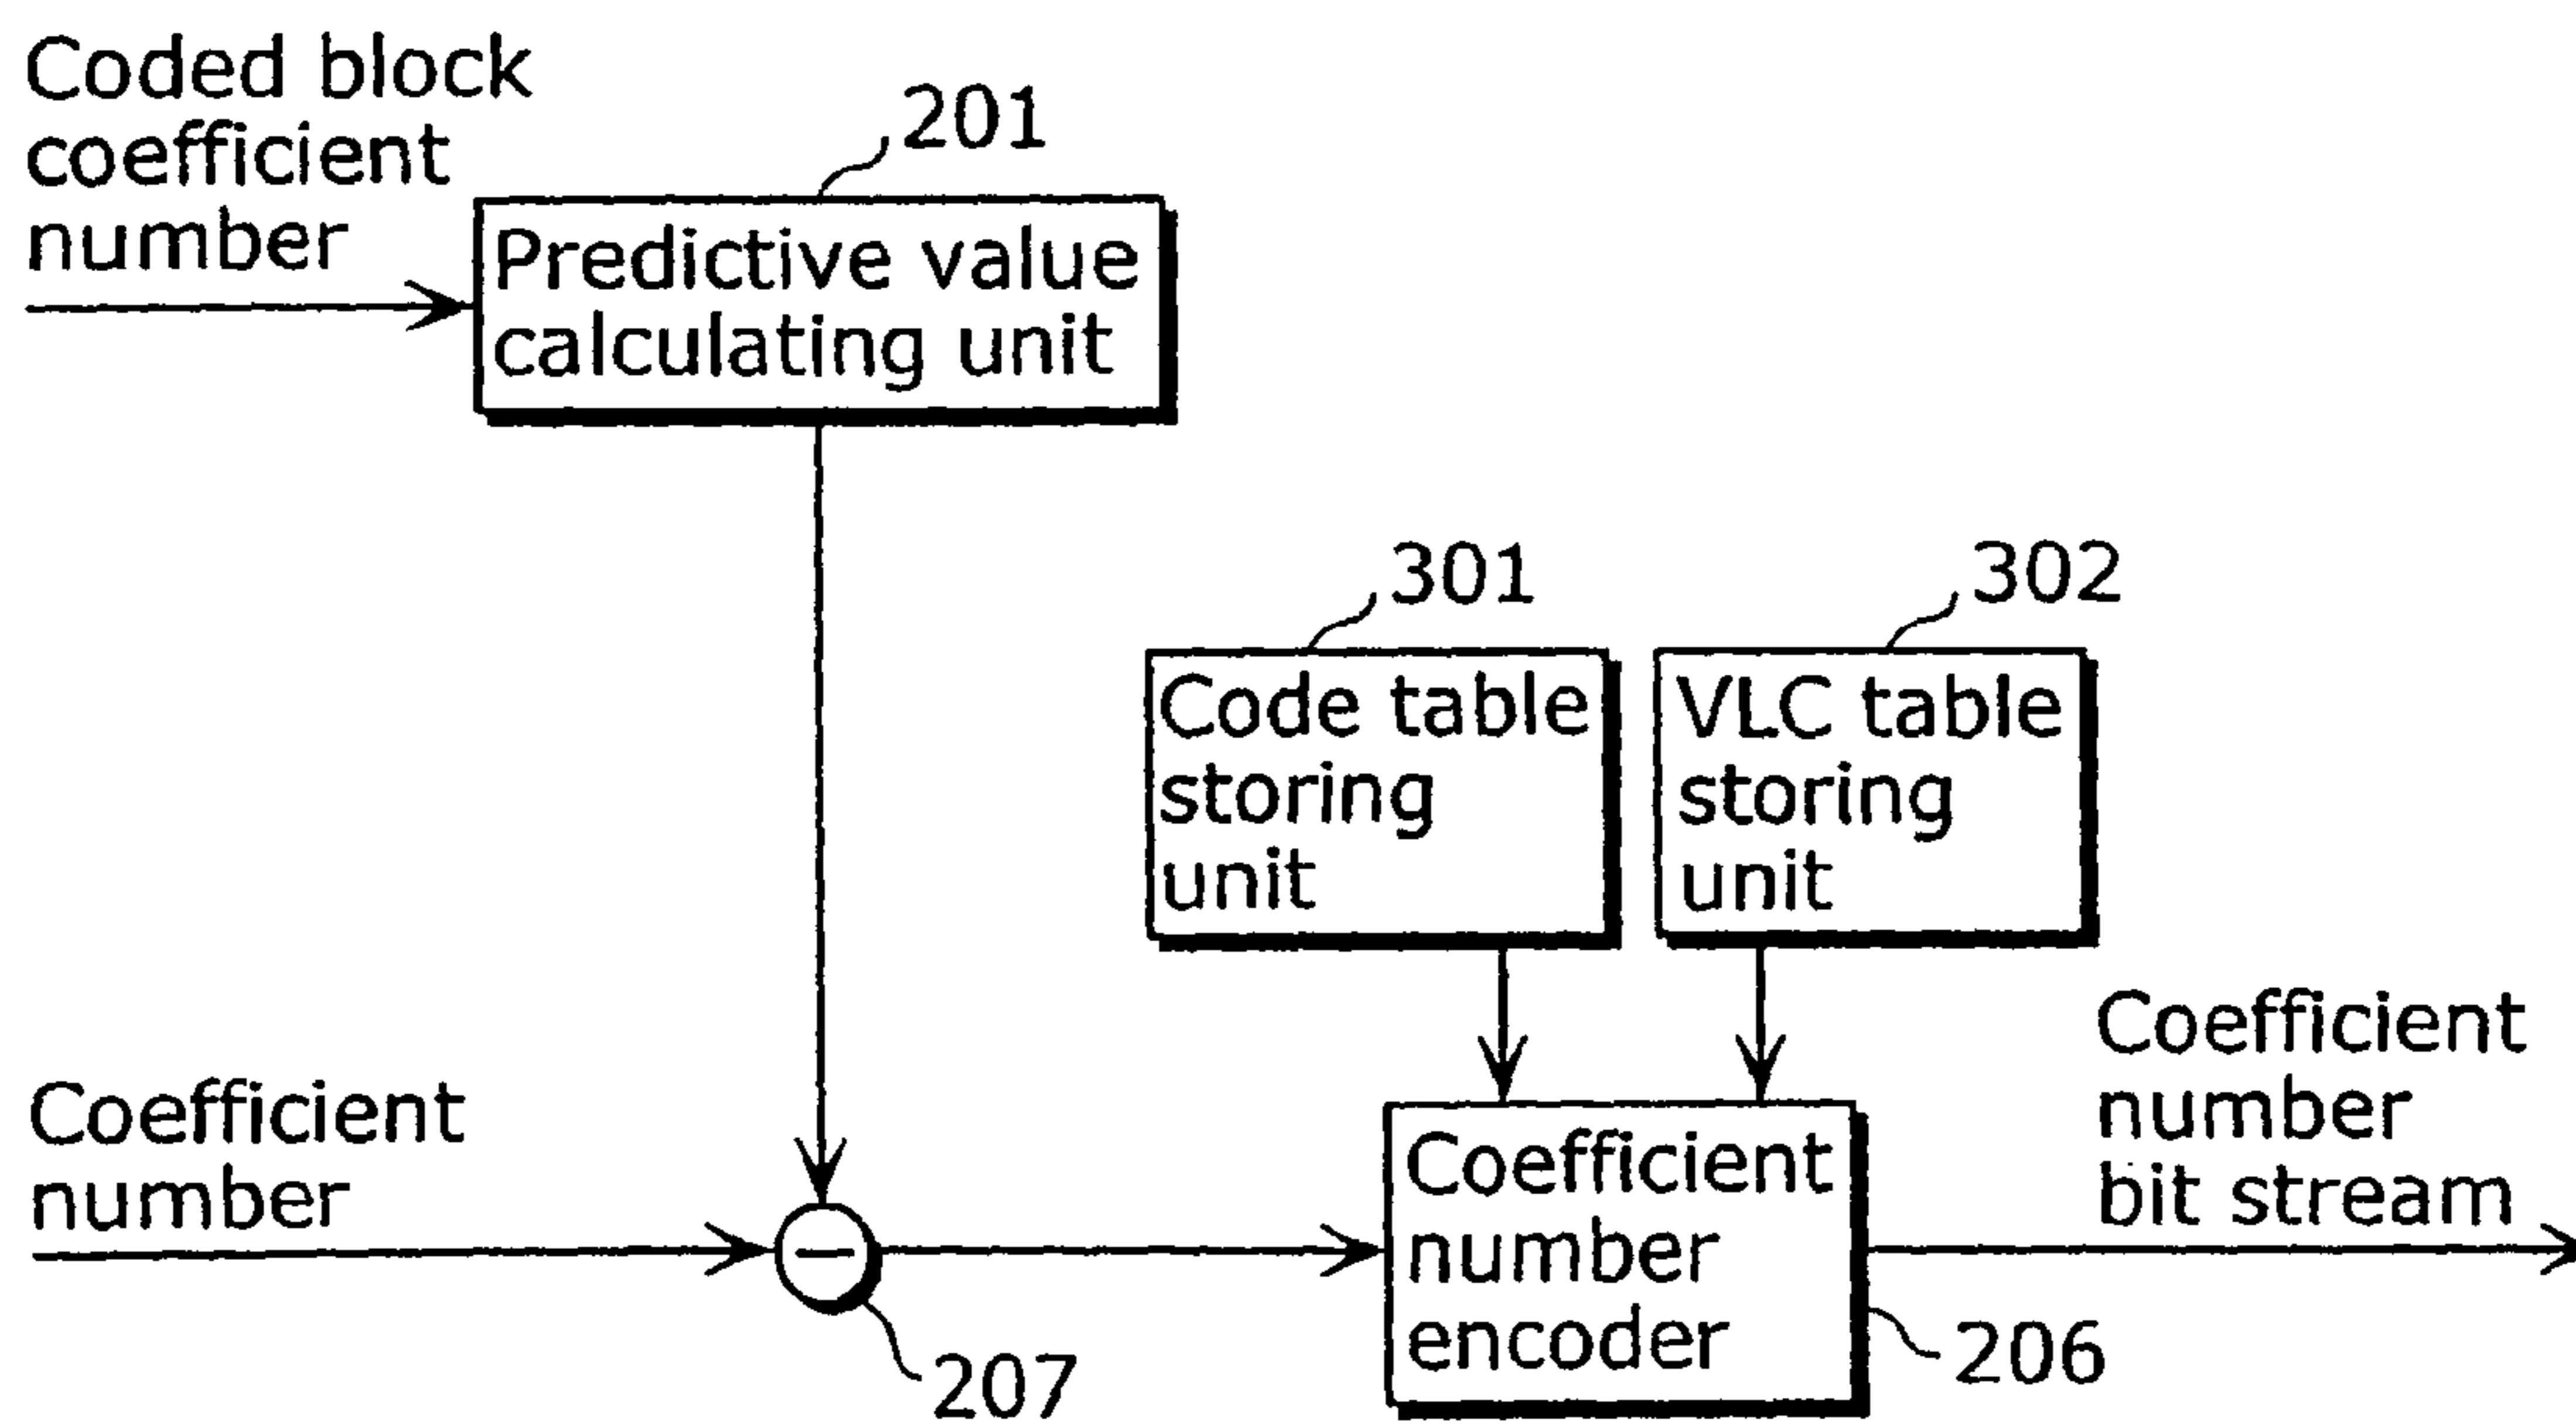 Coded block
coefficient
number
201
Predictive value
calculating unit
301
302
Code table
storing
unit
VLC table
storing
unit
Coefficient
number
207
Coefficient
number
encoder
206
Coefficient
number
bit stream